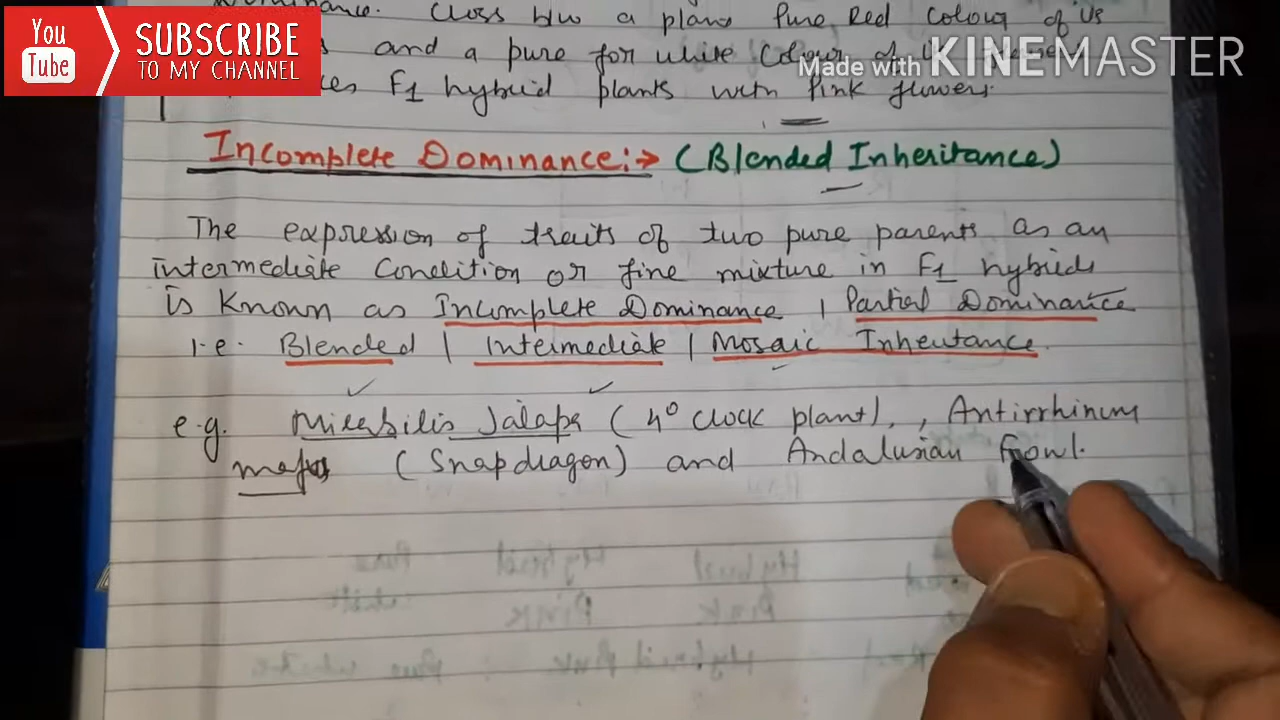 Cross b/w a plant Pure Red Colour of
You Tube SUBSCRIBE TO MY CHANNEL
and a pure for white Colour of
Made with KINEMASTER
F1 hybrid plants with Pink flowers.
Incomplete Dominance:→ (Blended Inheritance)
The expression of traits of two pure parents as an
intermediate Condition or fine mixture in F1 hybrids
is Known as Incomplete Dominance | Partial Dominance
i.e. Blended | Intermediate | Mosaic Inheritance.
e.g. Mirabilis Jalapa (4⁰ Clock plant), , Antirrhinum
majus (Snapdragon) and Andalusian frowl.